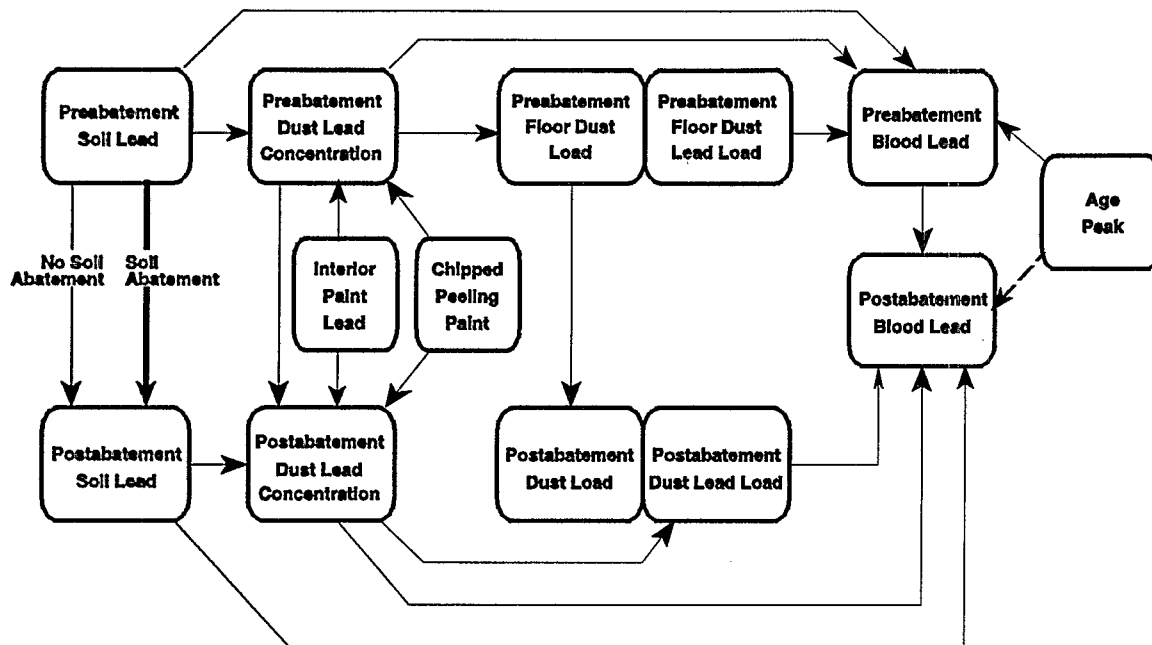 Preabatement
Soil Lead
Preabatement
Dust Lead
Concentration
Preabatement
Floor Dust
Load
Preabatement
Floor Dust
Lead Load
Preabatement
Blood Lead
Age
Peak
No Soil
Abatement
Soil
Abatement
Interior
Paint
Lead
Chipped
Peeling
Paint
Postabatement
Blood Lead
Postabatement
Soil Lead
Postabatement
Dust Lead
Concentration
Postabatement
Dust Load
Postabatement
Dust Lead Load